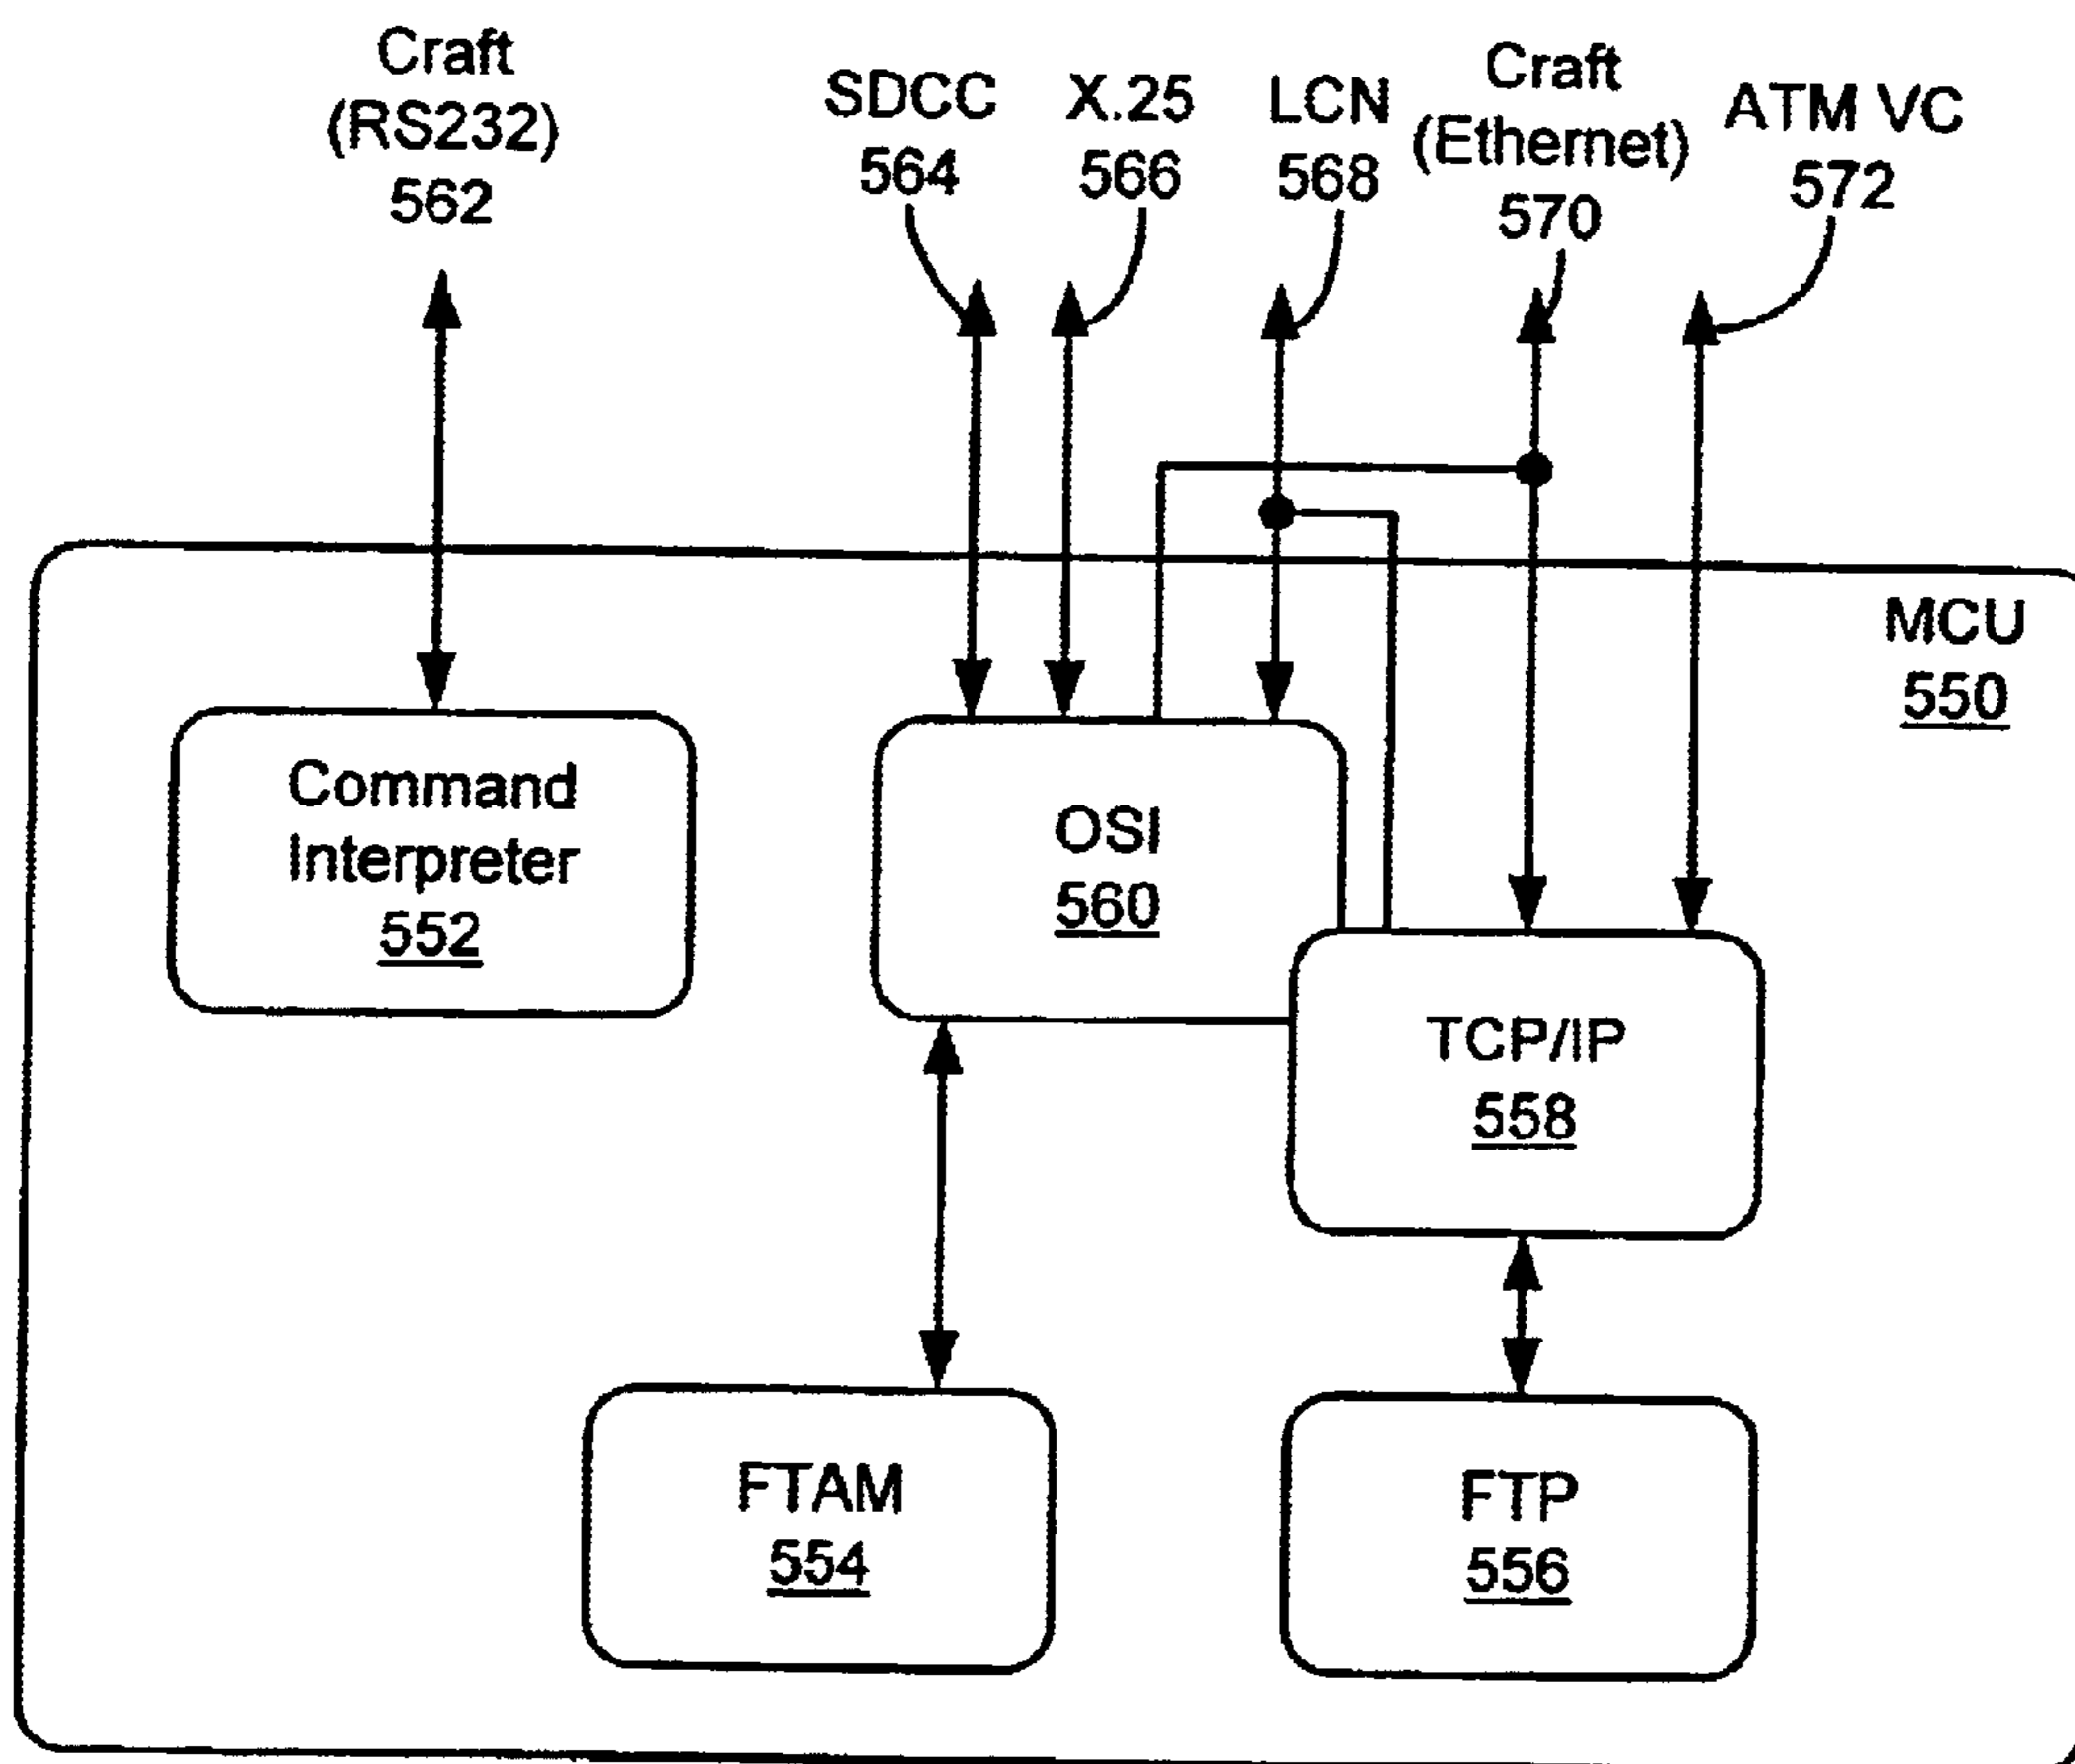 Craft
(RS232)
562
SDCC
564
X.25
566
LCN
568
Craft
(Ethernet)
570
ATM VC
572
MCU
550
Command
Interpreter
552
OSI
560
TCP/IP
558
FTAM
554
FTP
556